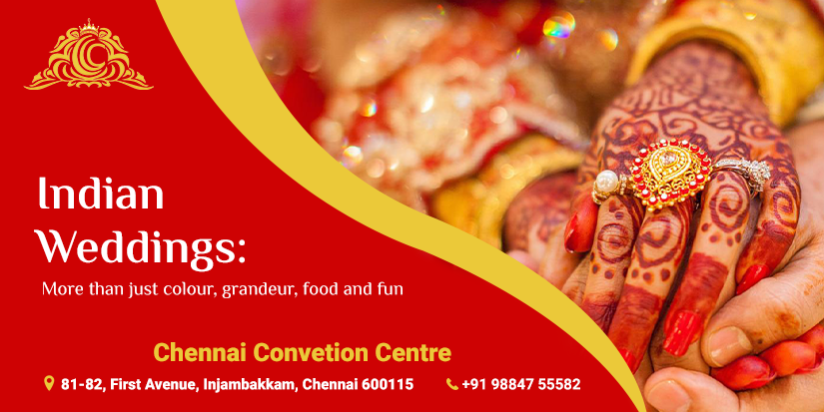 Indian
Weddings:
More than just colour, grandeur, food and fun
Chennai Convetion Centre
81-82, First Avenue, Injambakkam, Chennai 600115
+91 98847 55582